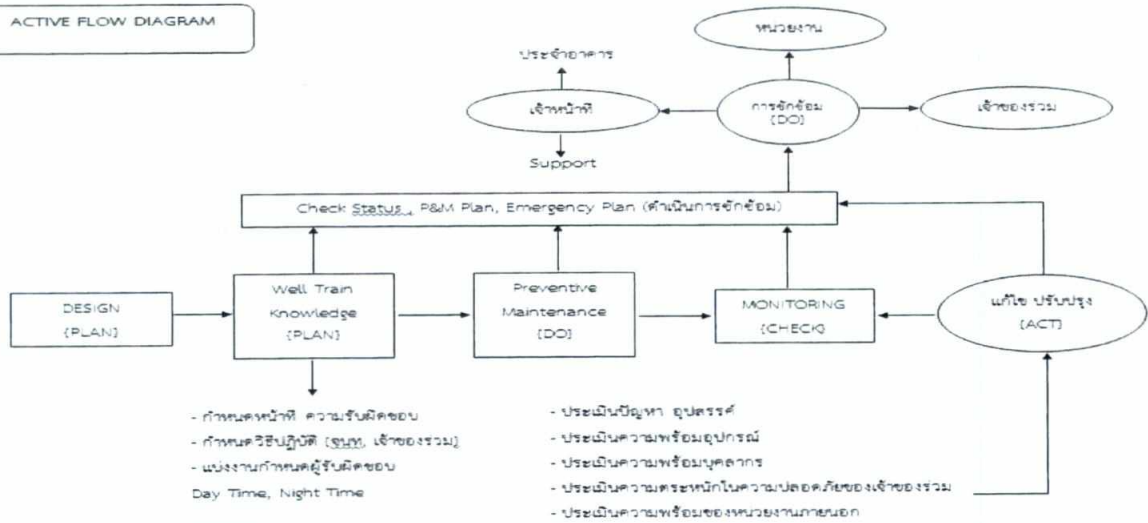 ACTIVE FLOW DIAGRAM
หน่วยงาน
ประจำอาคาร
เจ้าหน้าที่
การซักซ้อม
(DO)
เจ้าของร่วม
Support
Check Status , P&M Plan, Emergency Plan (ดำเนินการซักซ้อม)
DESIGN
(PLAN)
Well Train
Knowledge
(PLAN)
Preventive
Maintenance
(DO)
MONITORING
(CHECK)
แก้ไข ปรับปรุง
(ACT)
- กำหนดหน้าที่ ความรับผิดชอบ
- กำหนดวิธีปฏิบัติ (จนท, เจ้าของร่วม)
- แบ่งงานกำหนดผู้รับผิดชอบ
Day Time, Night Time
- ประเมินปัญหา อุปสรรค์
- ประเมินความพร้อมอุปกรณ์
- ประเมินความพร้อมบุคลากร
- ประเมินความตระหนักในความปลอดภัยของเจ้าของร่วม
- ประเมินความพร้อมของหน่วยงานภายนอก